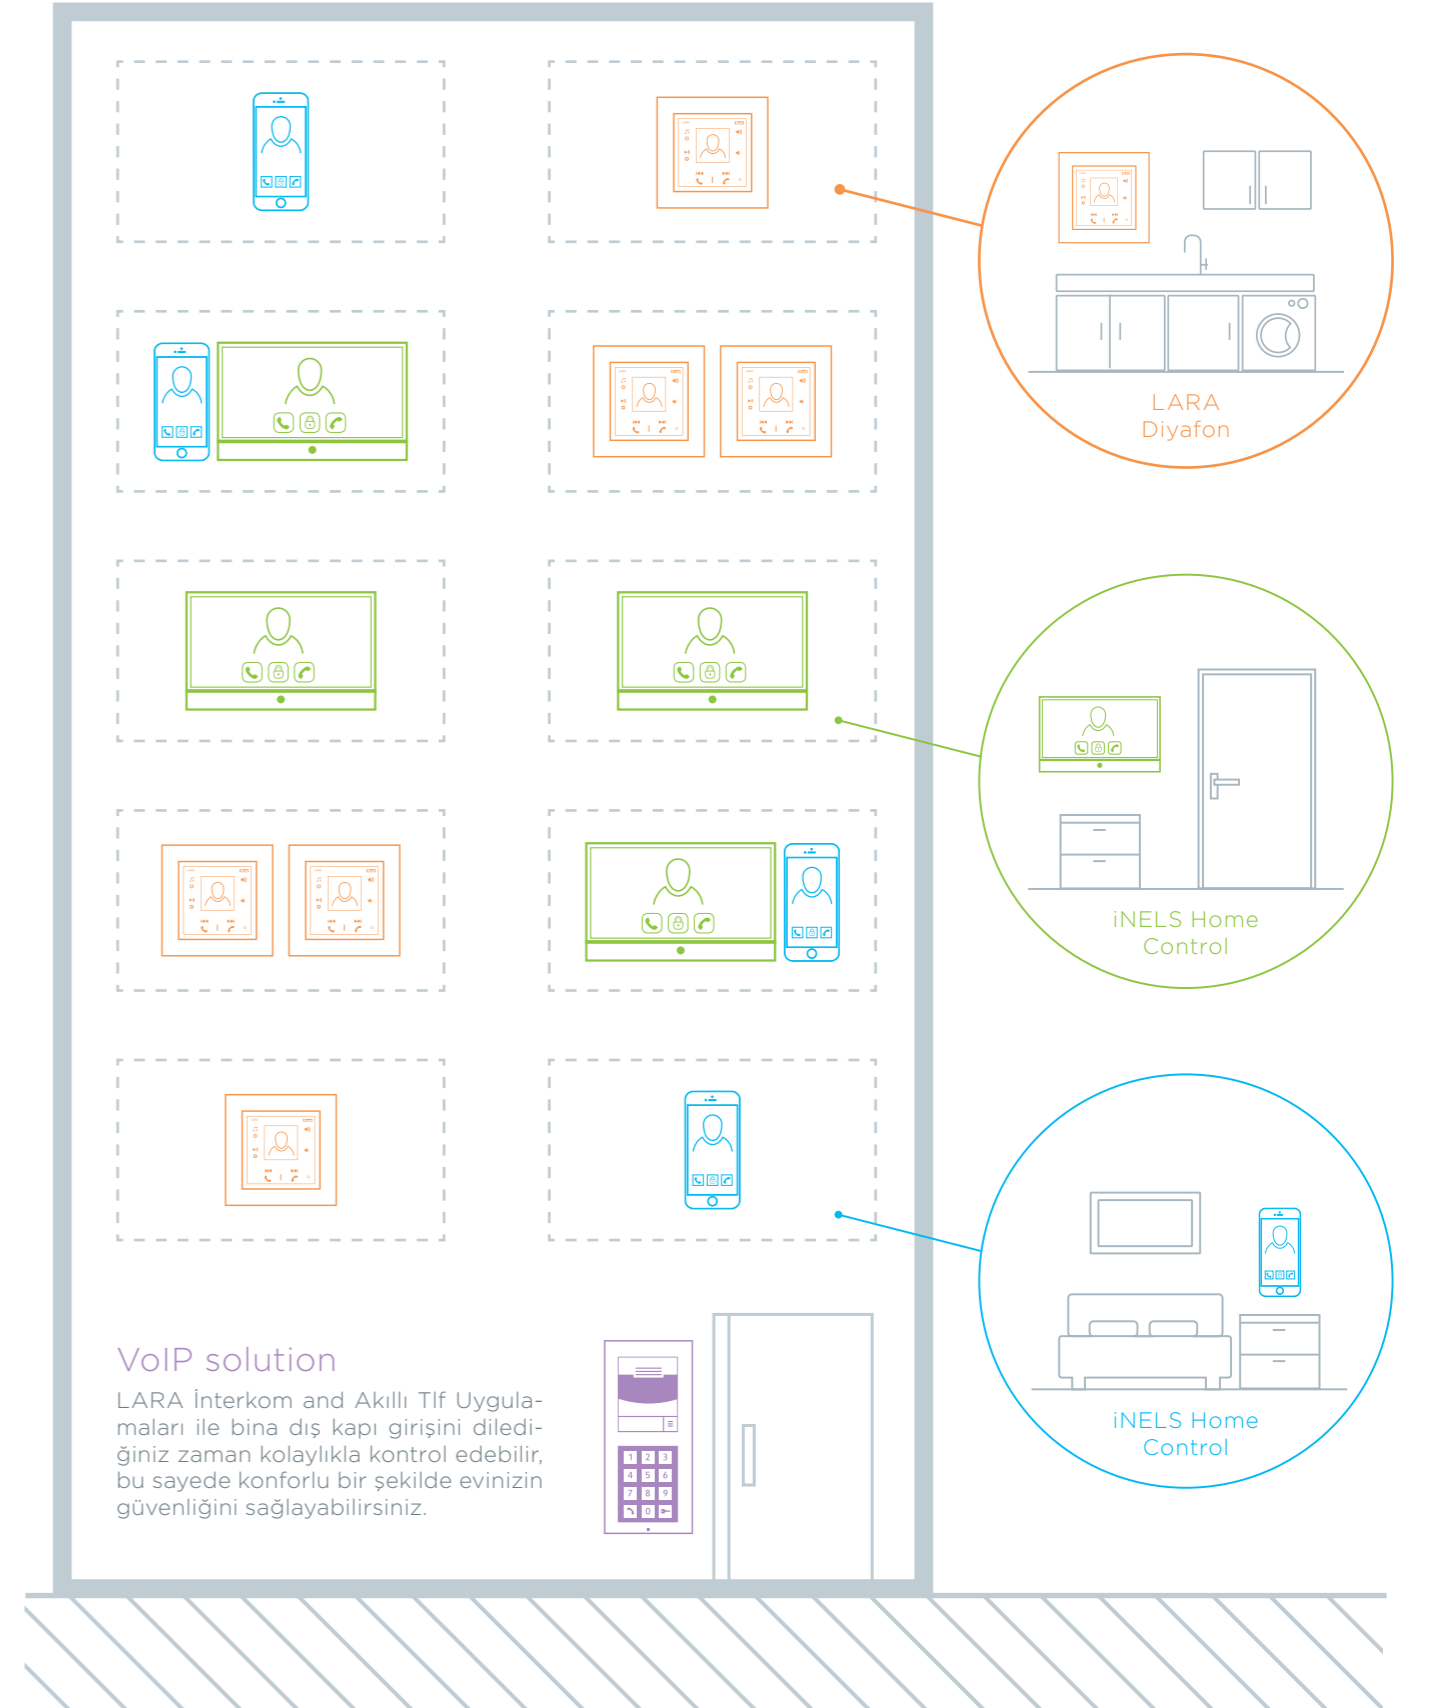 LARA
Diyafon
iNELS Home
Control
iNELS Home
Control
VoIP solution
LARA İnterkom and Akıllı Tlf Uygula-
maları ile bina dış kapı girişini diledi-
ğiniz zaman kolaylıkla kontrol edebilir,
bu sayede konforlu bir şekilde evinizin
güvenliğini sağlayabilirsiniz.
1 2 3
4 5 6
7 8 9
0